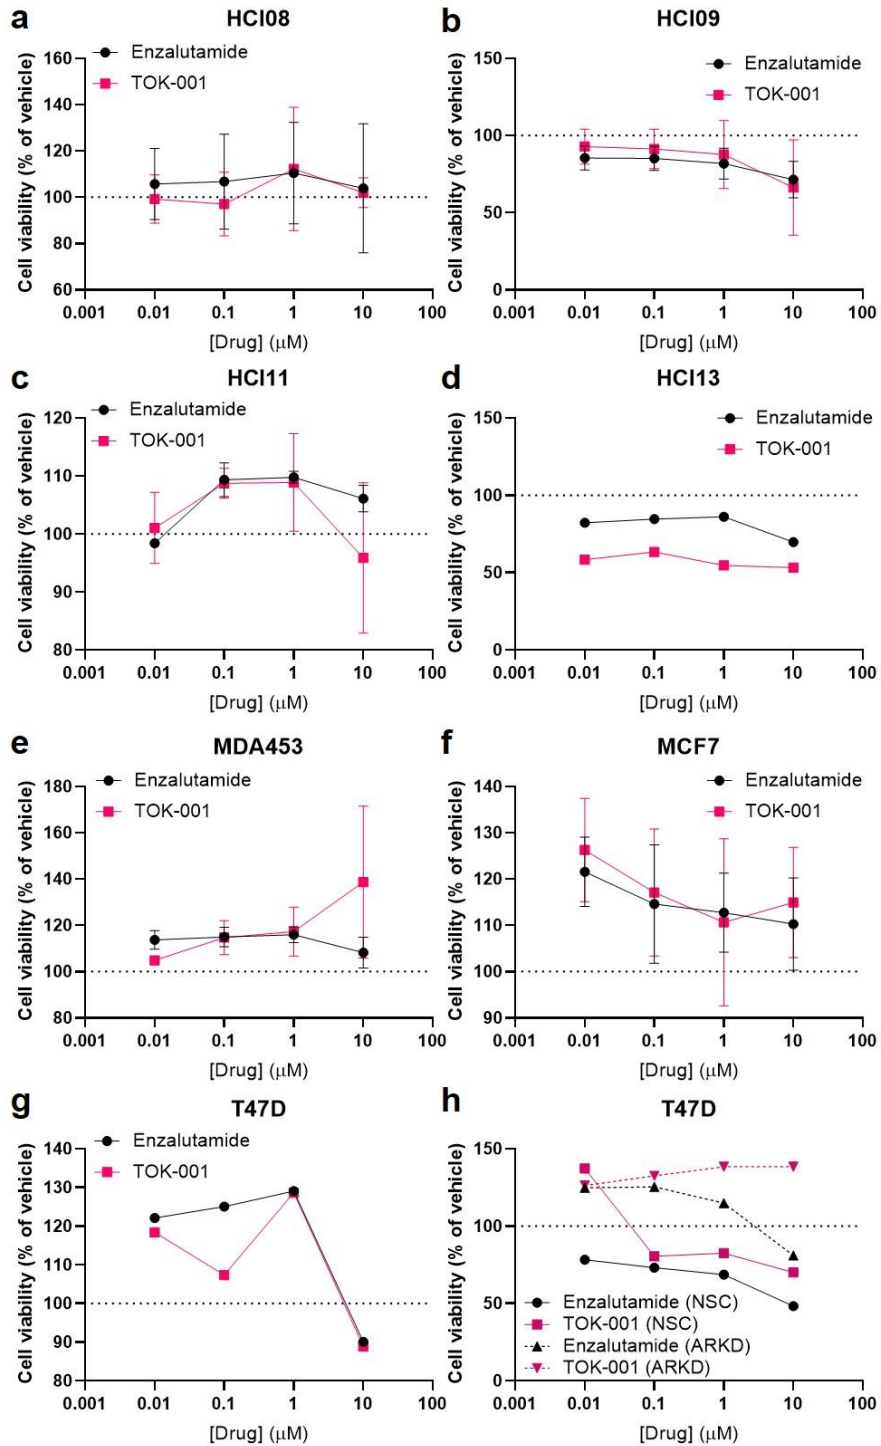 a
HCI08
Cell viability (% of vehicle)
160
140
120
100
80
60
Enzalutamide
TOK-001
0.001 0.01 0.1 1 10 100
[Drug] (μM)
b
HCI09
Cell viability (% of vehicle)
150
100
50
0
Enzalutamide
TOK-001
0.001 0.01 0.1 1 10 100
[Drug] (μM)
c
HCI11
Cell viability (% of vehicle)
120
110
100
90
80
Enzalutamide
TOK-001
0.001 0.01 0.1 1 10 100
[Drug] (μM)
d
HCI13
Cell viability (% of vehicle)
150
100
50
0
Enzalutamide
TOK-001
0.001 0.01 0.1 1 10 100
[Drug] (μM)
e
MDA453
Cell viability (% of vehicle)
180
160
140
120
100
80
Enzalutamide
TOK-001
0.001 0.01 0.1 1 10 100
[Drug] (μM)
f
MCF7
Cell viability (% of vehicle)
140
130
120
110
100
90
Enzalutamide
TOK-001
0.001 0.01 0.1 1 10 100
[Drug] (μM)
g
T47D
Cell viability (% of vehicle)
140
130
120
110
100
90
80
Enzalutamide
TOK-001
0.001 0.01 0.1 1 10 100
[Drug] (μM)
h
T47D
Cell viability (% of vehicle)
150
100
50
0
Enzalutamide (NSC)
TOK-001 (NSC)
Enzalutamide (ARKD)
TOK-001 (ARKD)
0.001 0.01 0.1 1 10 100
[Drug] (μM)